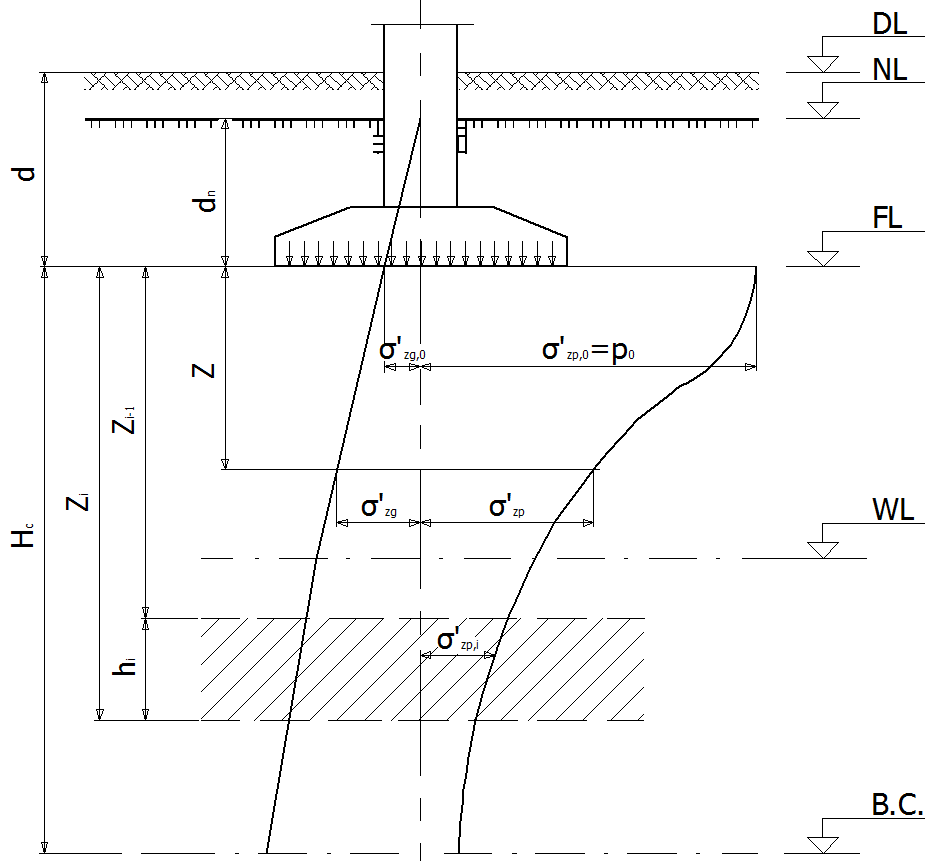 DL
NL
d
dn
FL
σ'zg,0
σ'zp,0=p0
Z
Zi-1
Zi
Hc
σ'zg
σ'zp
WL
σ'zp,i
hi
B.C.